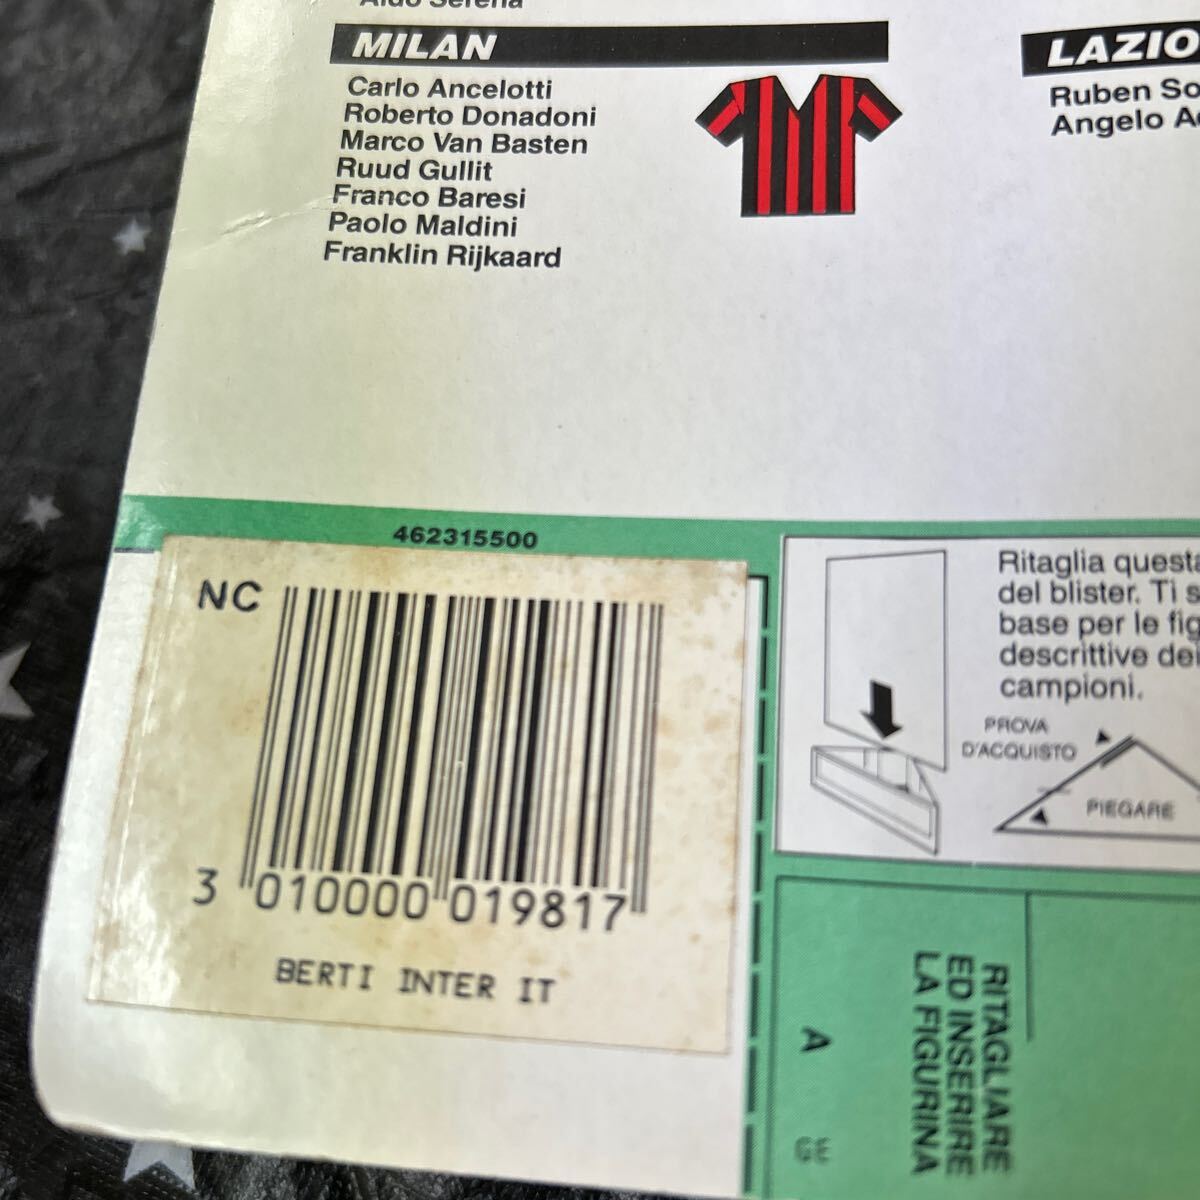 Aldo Serena
MILAN
Carlo Ancelotti
Roberto Donadoni
Marco Van Basten
Ruud Gullit
Franco Baresi
Paolo Maldini
Franklin Rijkaard
LAZIO
Ruben So
Angelo A
462315500
NC
3 010000 019817
BERTI INTER IT
Ritaglia questa
del blister. Ti s
base per le fig
descrittive dei
campioni.
PROVA
D'ACQUISTO
PIEGARE
RITAGLIARE
ED INSERIRE
LA FIGURINA
A
GE